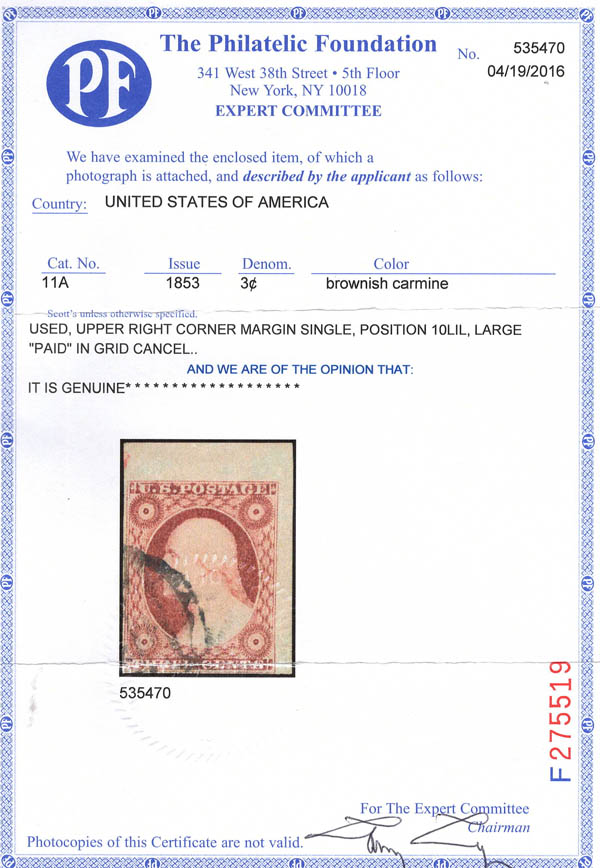 The Philatelic Foundation
No. 535470
341 West 38th Street • 5th Floor
04/19/2016
New York, NY 10018
EXPERT COMMITTEE
PF
We have examined the enclosed item, of which a
photograph is attached, and described by the applicant as follows:
Country: UNITED STATES OF AMERICA
Cat. No. Issue Denom. Color
11A 1853 3¢ brownish carmine
Scott's unless otherwise specified.
USED, UPPER RIGHT CORNER MARGIN SINGLE, POSITION 10LIL, LARGE
"PAID" IN GRID CANCEL..
AND WE ARE OF THE OPINION THAT:
IT IS GENUINE* * * * * * * * * * * * * * * * * * *
U.S. POSTAGE
THREE CENTS
535470
F275519
For The Expert Committee
Chairman
Photocopies of this Certificate are not valid.